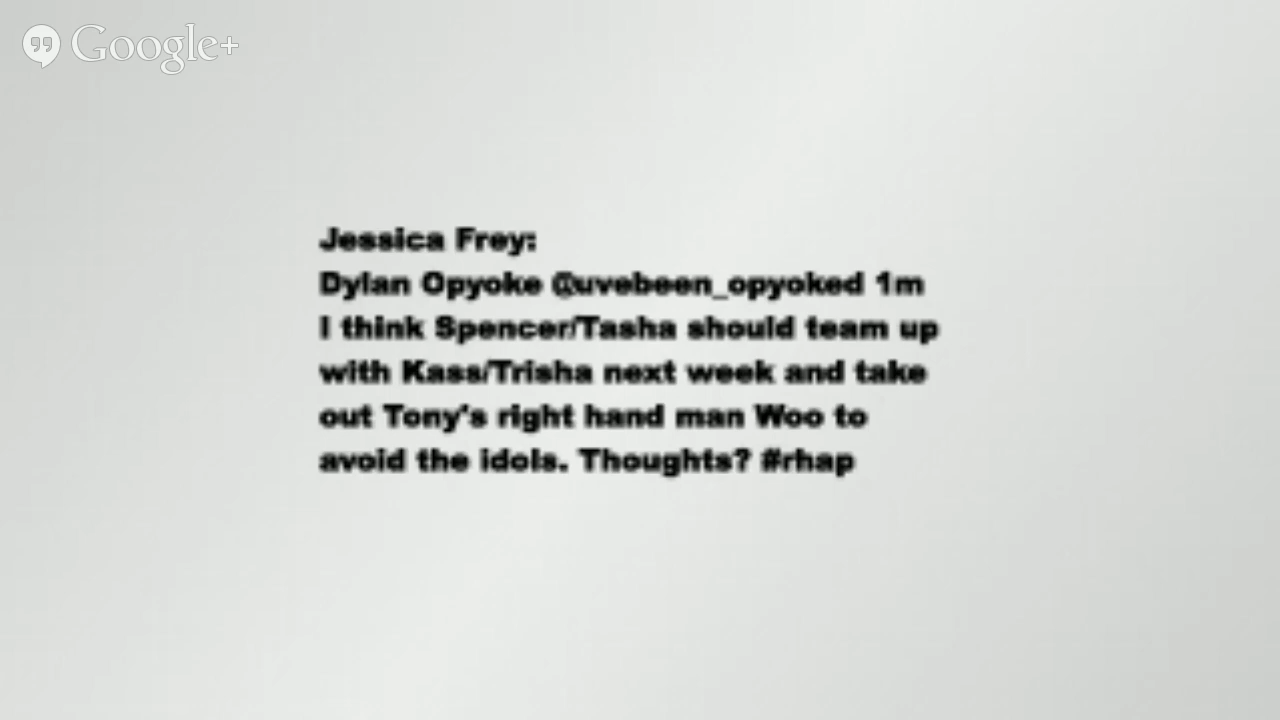 Google+
Jessica Frey:
Dylan Opyoke @uvebeen_opyoked 1m
I think Spencer/Tasha should team up
with Kass/Trisha next week and take
out Tony's right hand man Woo to
avoid the idols. Thoughts? #rhap